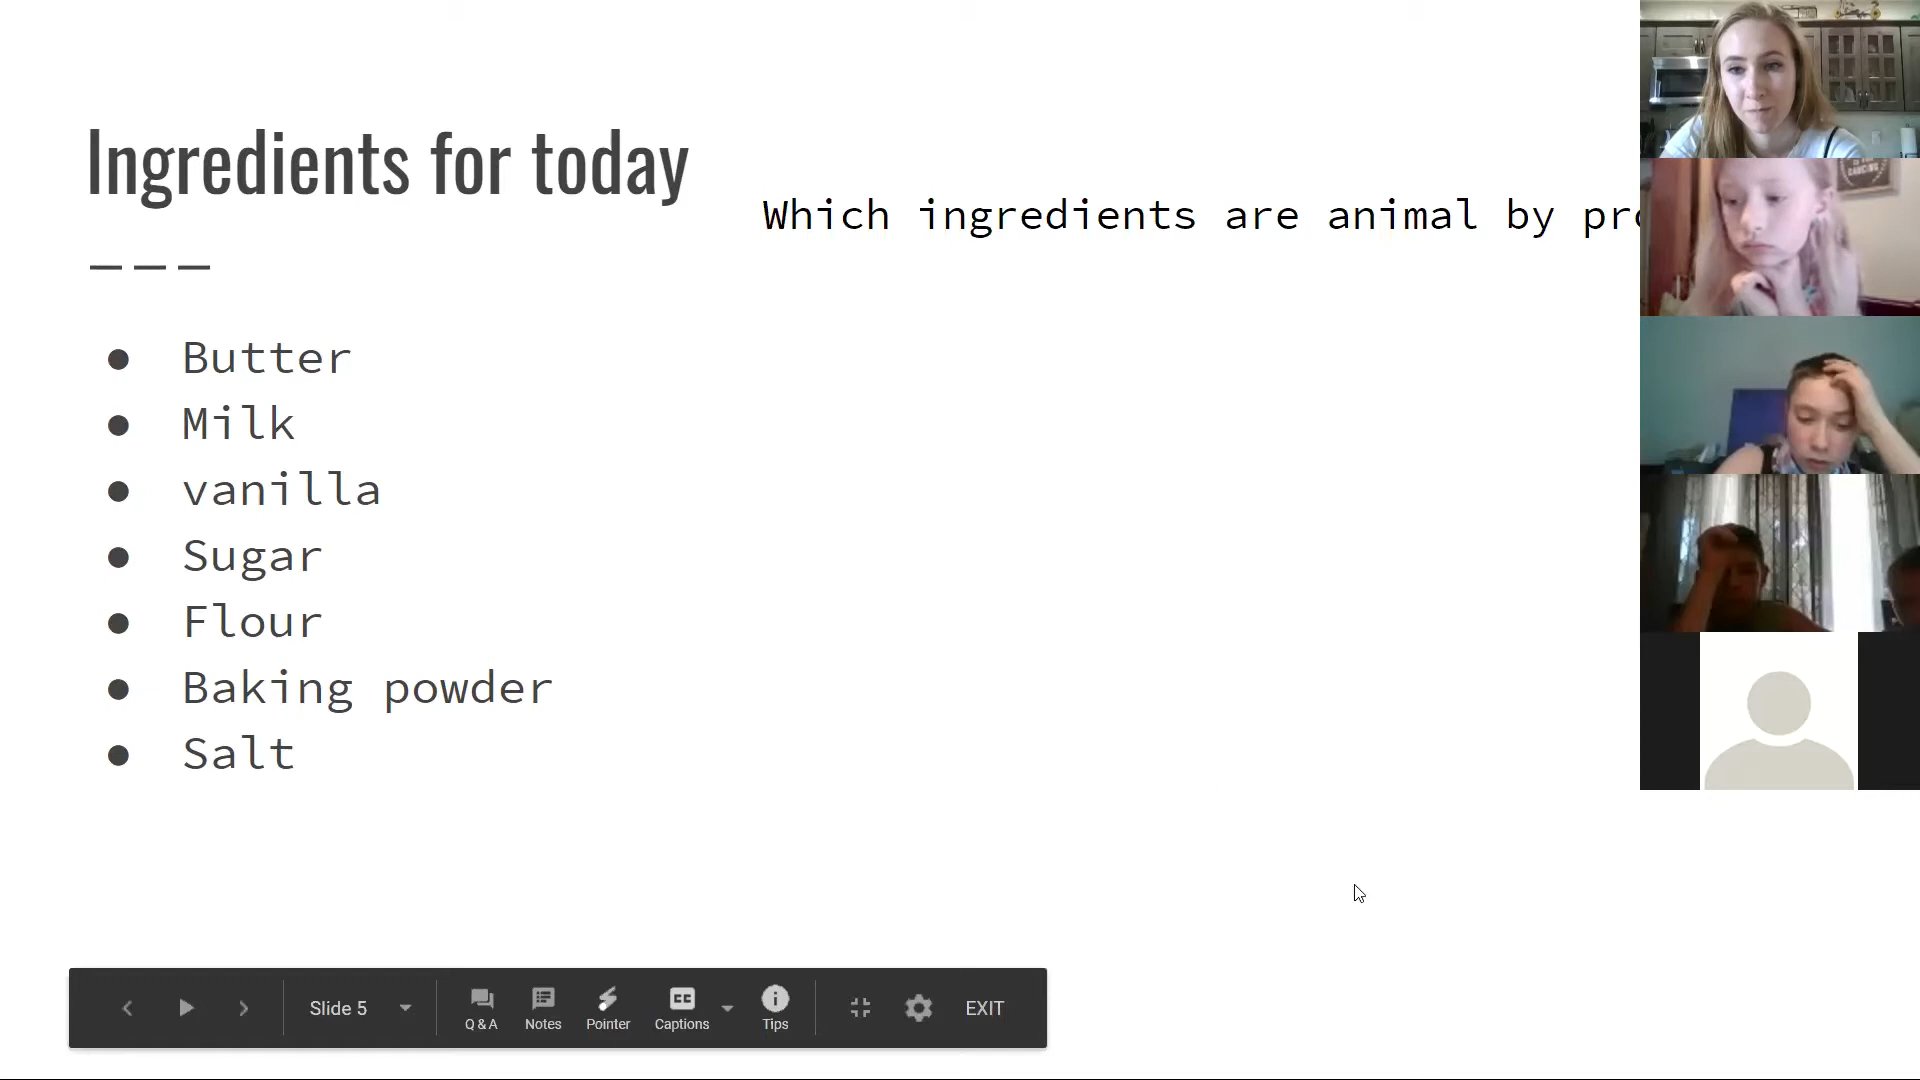 Ingredients for today
Which ingredients are animal by
Butter
Milk
vanilla
Sugar
Flour
Baking powder
Salt
Slide 5
Q & A
Notes
Pointer
CC
Captions
Tips
EXIT